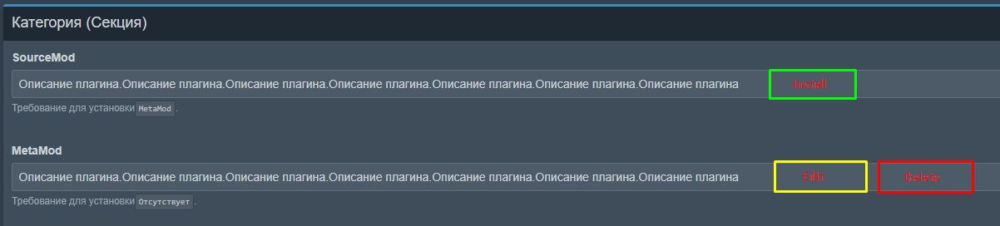 Категория (Секция)
SourceMod
Описание плагина.Описание плагина.Описание плагина.Описание плагина.Описание плагина.Описание плагина.Описание плагина Install
Требование для установки MetaMod .
MetaMod
Описание плагина.Описание плагина.Описание плагина.Описание плагина.Описание плагина.Описание плагина.Описание плагина Edit Delete
Требование для установки Отсутствует .